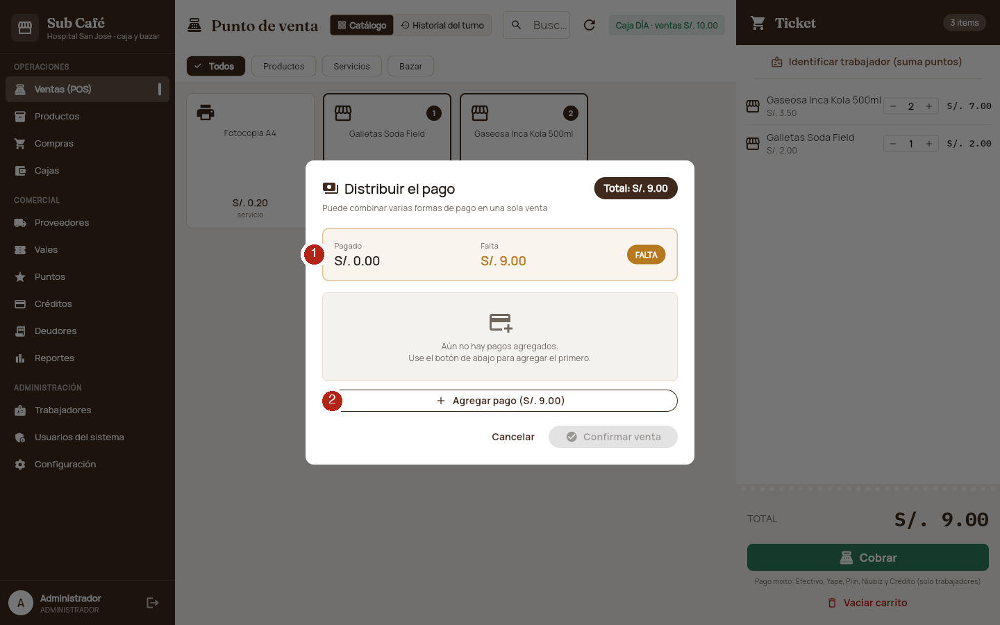 Sub Café
Hospital San José · caja y bazar
OPERACIONES
Ventas (POS)
Productos
Compras
Cajas
COMERCIAL
Proveedores
Vales
Puntos
Créditos
Deudores
Reportes
ADMINISTRACIÓN
Trabajadores
Usuarios del sistema
Configuración
A
Administrador
ADMINISTRADOR
Punto de venta
Catálogo
Historial del turno
Busc...
Caja DÍA · ventas S/. 10.00
Todos
Productos
Servicios
Bazar
Fotocopia A4
S/. 0.20
servicio
1
Galletas Soda Field
2
Gaseosa Inca Kola 500ml
Distribuir el pago
Total: S/. 9.00
Puede combinar varias formas de pago en una sola venta
1
Pagado
S/. 0.00
Falta
S/. 9.00
FALTA
Aún no hay pagos agregados.
Use el botón de abajo para agregar el primero.
2
+ Agregar pago (S/. 9.00)
Cancelar
Confirmar venta
Ticket
3 items
Identificar trabajador (suma puntos)
Gaseosa Inca Kola 500ml
S/. 3.50
− 2 +
S/. 7.00
Galletas Soda Field
S/. 2.00
− 1 +
S/. 2.00
TOTAL
S/. 9.00
Cobrar
Pago mixto: Efectivo, Yape, Plin, Niubiz y Crédito (solo trabajadores)
Vaciar carrito